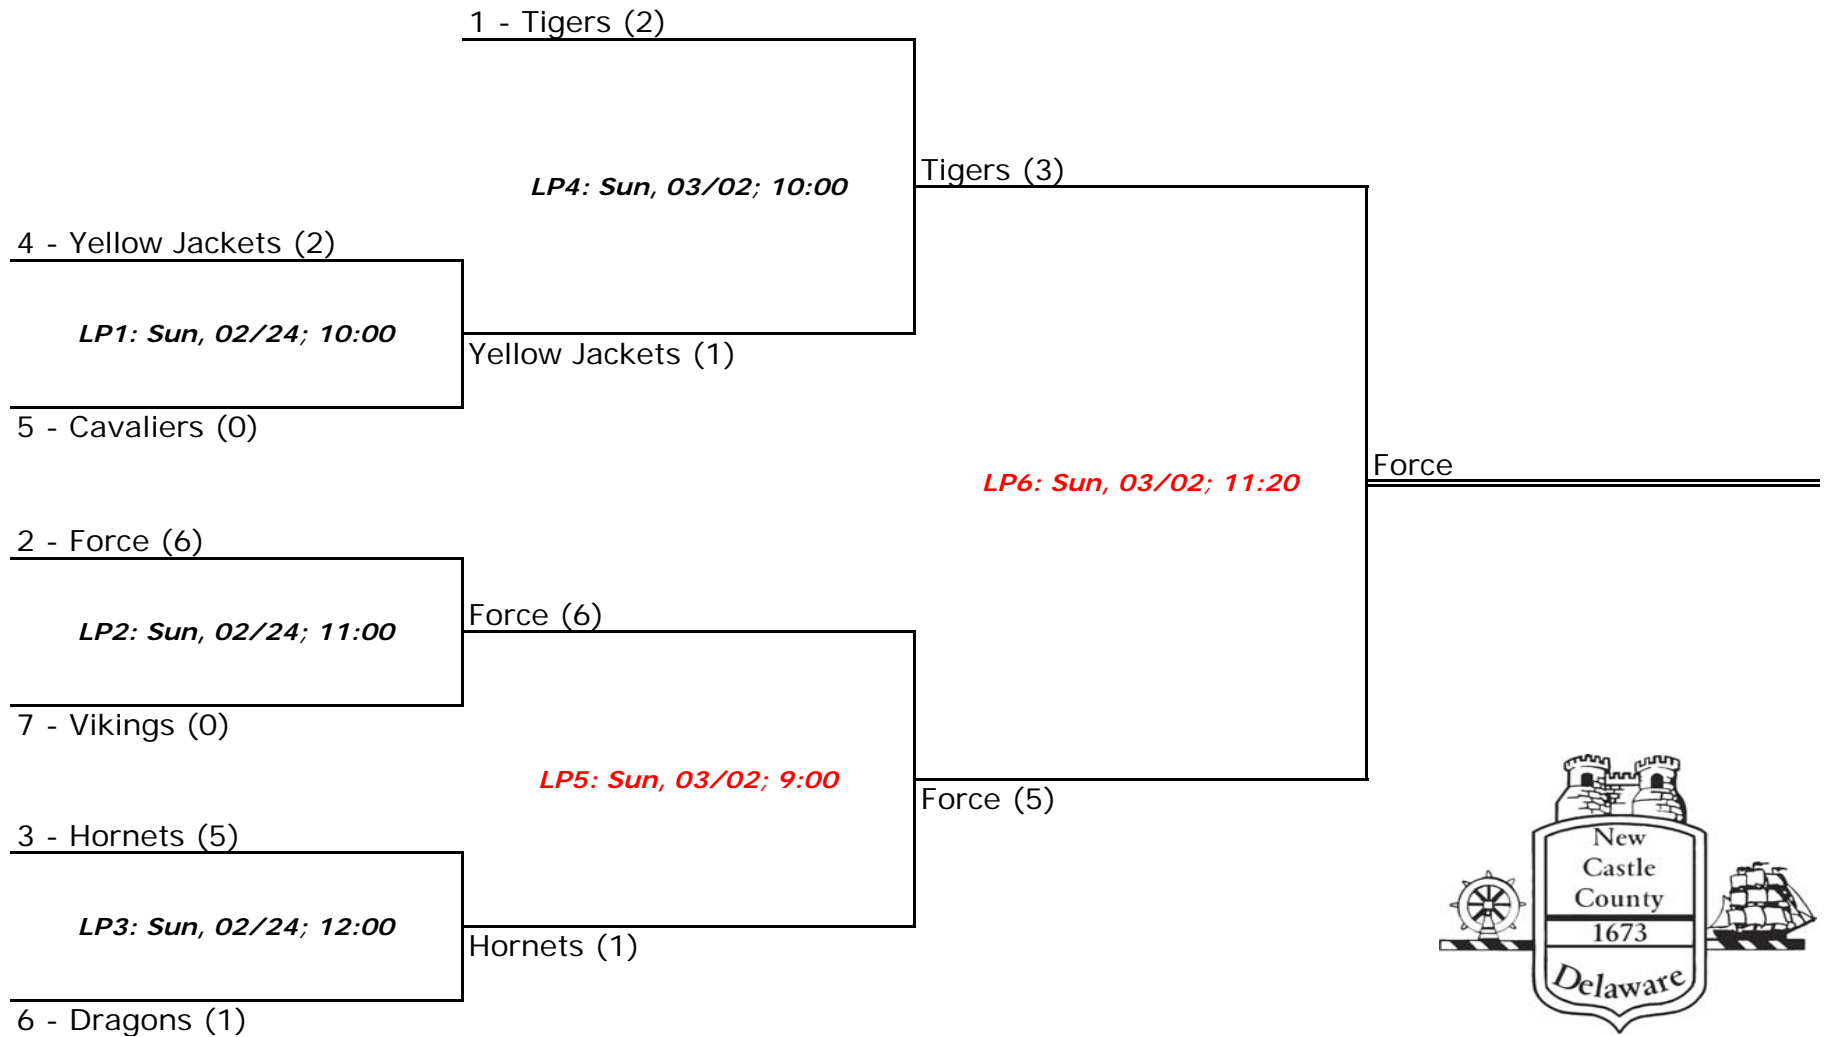 1 - Tigers (2)
LP4: Sun, 03/02; 10:00
Tigers (3)
4 - Yellow Jackets (2)
LP1: Sun, 02/24; 10:00
Yellow Jackets (1)
5 - Cavaliers (0)
LP6: Sun, 03/02; 11:20
Force
2 - Force (6)
LP2: Sun, 02/24; 11:00
Force (6)
7 - Vikings (0)
LP5: Sun, 03/02; 9:00
Force (5)
3 - Hornets (5)
LP3: Sun, 02/24; 12:00
Hornets (1)
6 - Dragons (1)
New
Castle
County
1673
Delaware